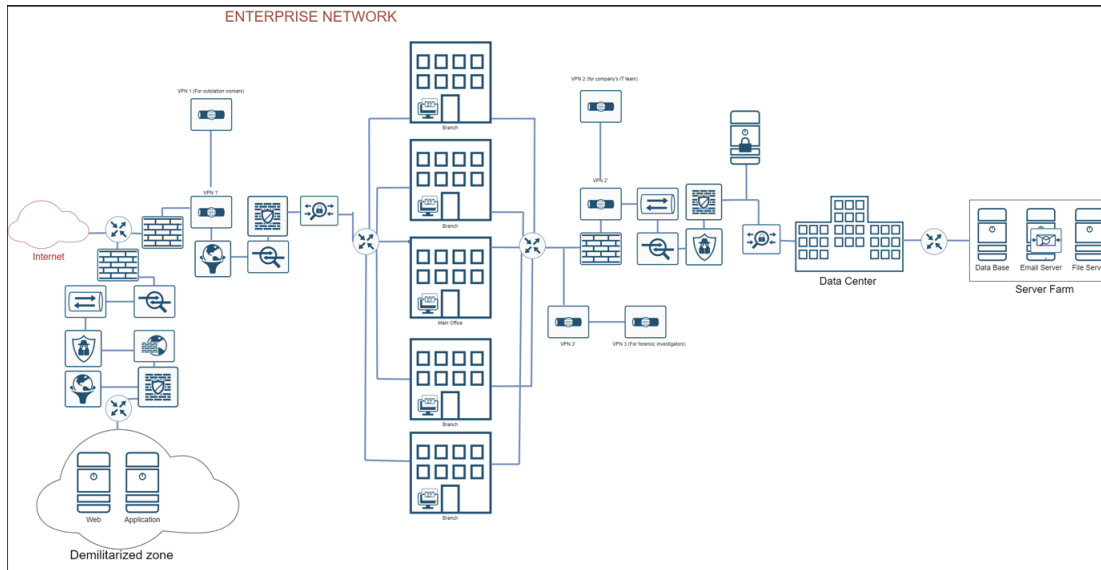 ENTERPRISE NETWORK
VPN 1 (For outstation workers)
VPN 1'
Internet
Branch
Branch
Main Office
Branch
Branch
VPN 2 (for company's IT team)
VPN 2'
VPN 3'
VPN 3 (For forensic investigators)
Data Center
Data Base
Email Server
File Serve
Server Farm
Web
Application
Demilitarized zone